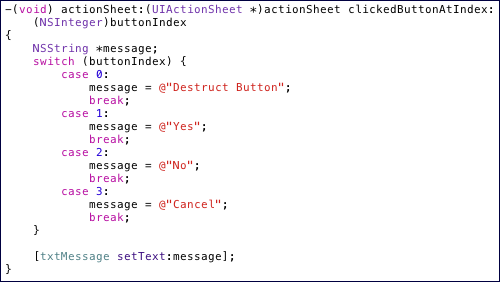 -(void) actionSheet:(UIActionSheet *)actionSheet clickedButtonAtIndex:
    (NSInteger)buttonIndex
{
    NSString *message;
    switch (buttonIndex) {
        case 0:
            message = @"Destruct Button";
            break;
        case 1:
            message = @"Yes";
            break;
        case 2:
            message = @"No";
            break;
        case 3:
            message = @"Cancel";
            break;
    }

    [txtMessage setText:message];
}